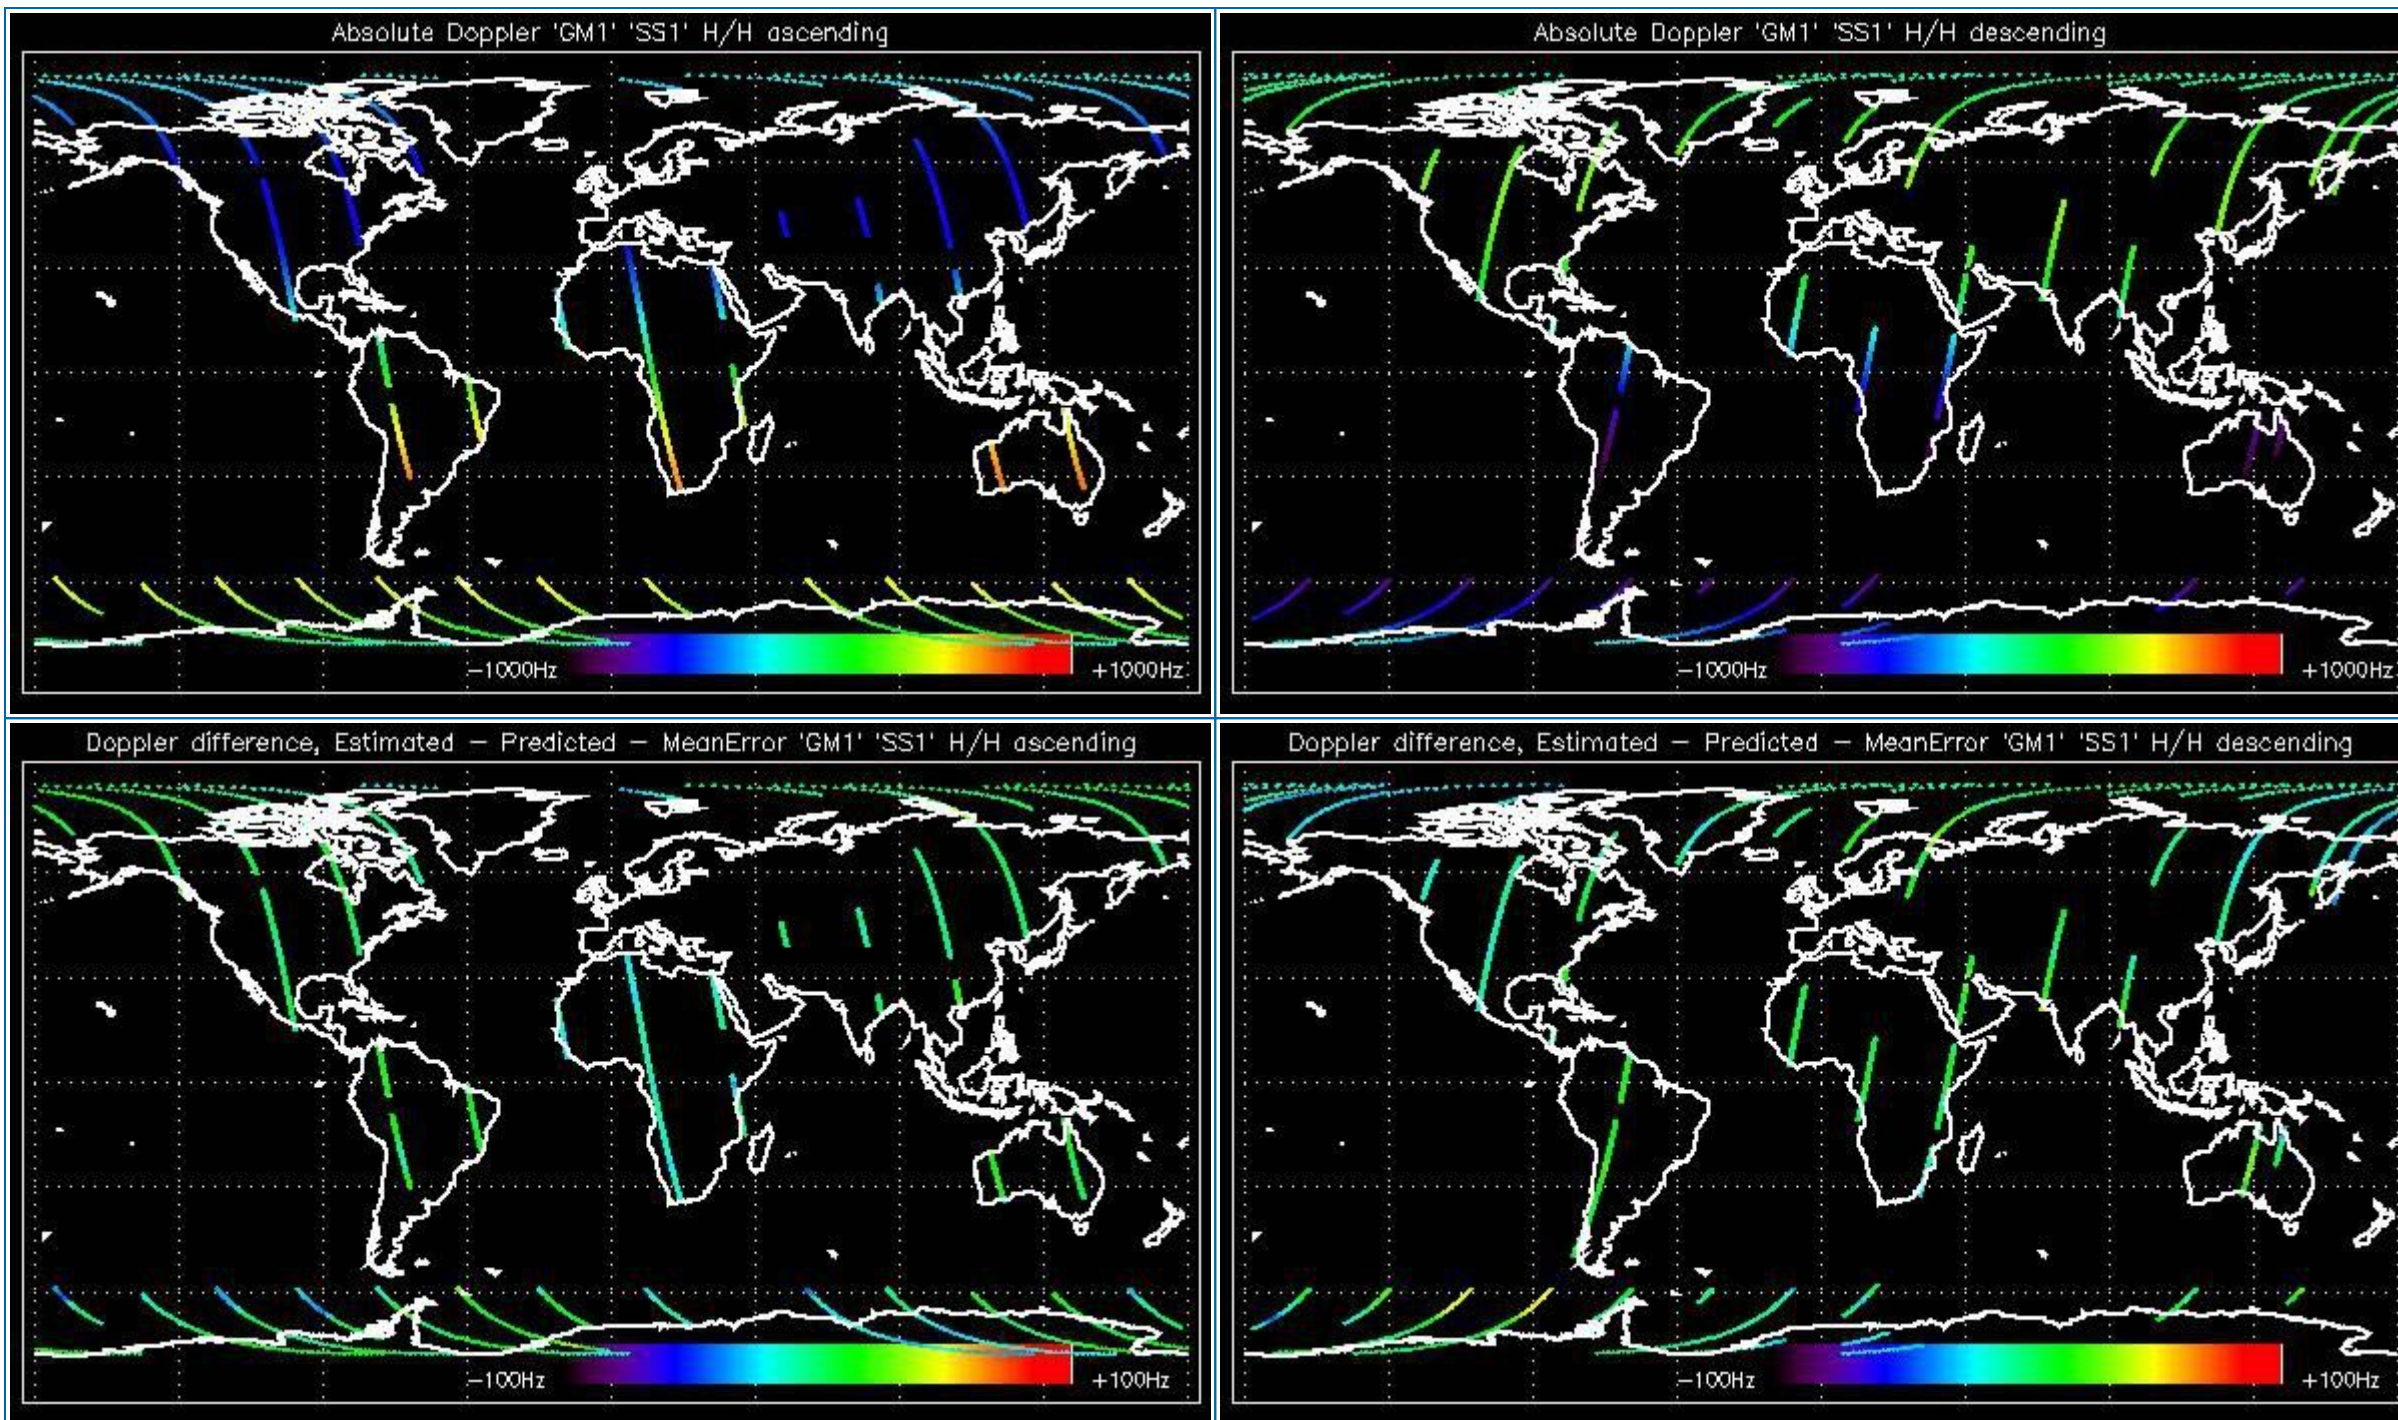 Absolute Doppler 'GM1' 'SS1' H/H ascending
−1000Hz
+1000Hz
Absolute Doppler 'GM1' 'SS1' H/H descending
−1000Hz
+1000Hz
Doppler difference, Estimated − Predicted − MeanError 'GM1' 'SS1' H/H ascending
−100Hz
+100Hz
Doppler difference, Estimated − Predicted − MeanError 'GM1' 'SS1' H/H descending
−100Hz
+100Hz